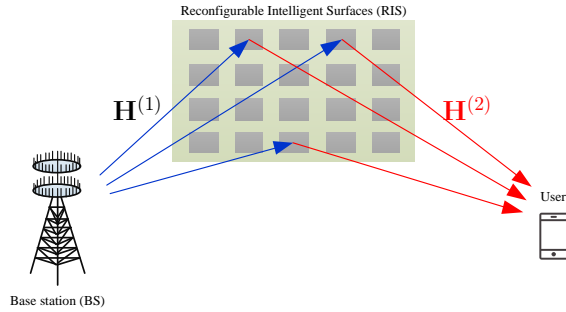 Reconfigurable Intelligent Surfaces (RIS)
H^(1)
H^(2)
User
Base station (BS)